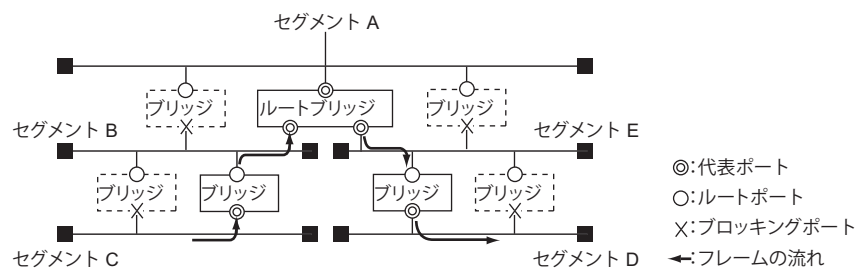 セグメント A
ブリッジ
ルートブリッジ
ブリッジ
セグメント B
セグメント E
ブリッジ
ブリッジ
ブリッジ
ブリッジ
セグメント C
セグメント D
◎:代表ポート
○:ルートポート
×:ブロッキングポート
←:フレームの流れ